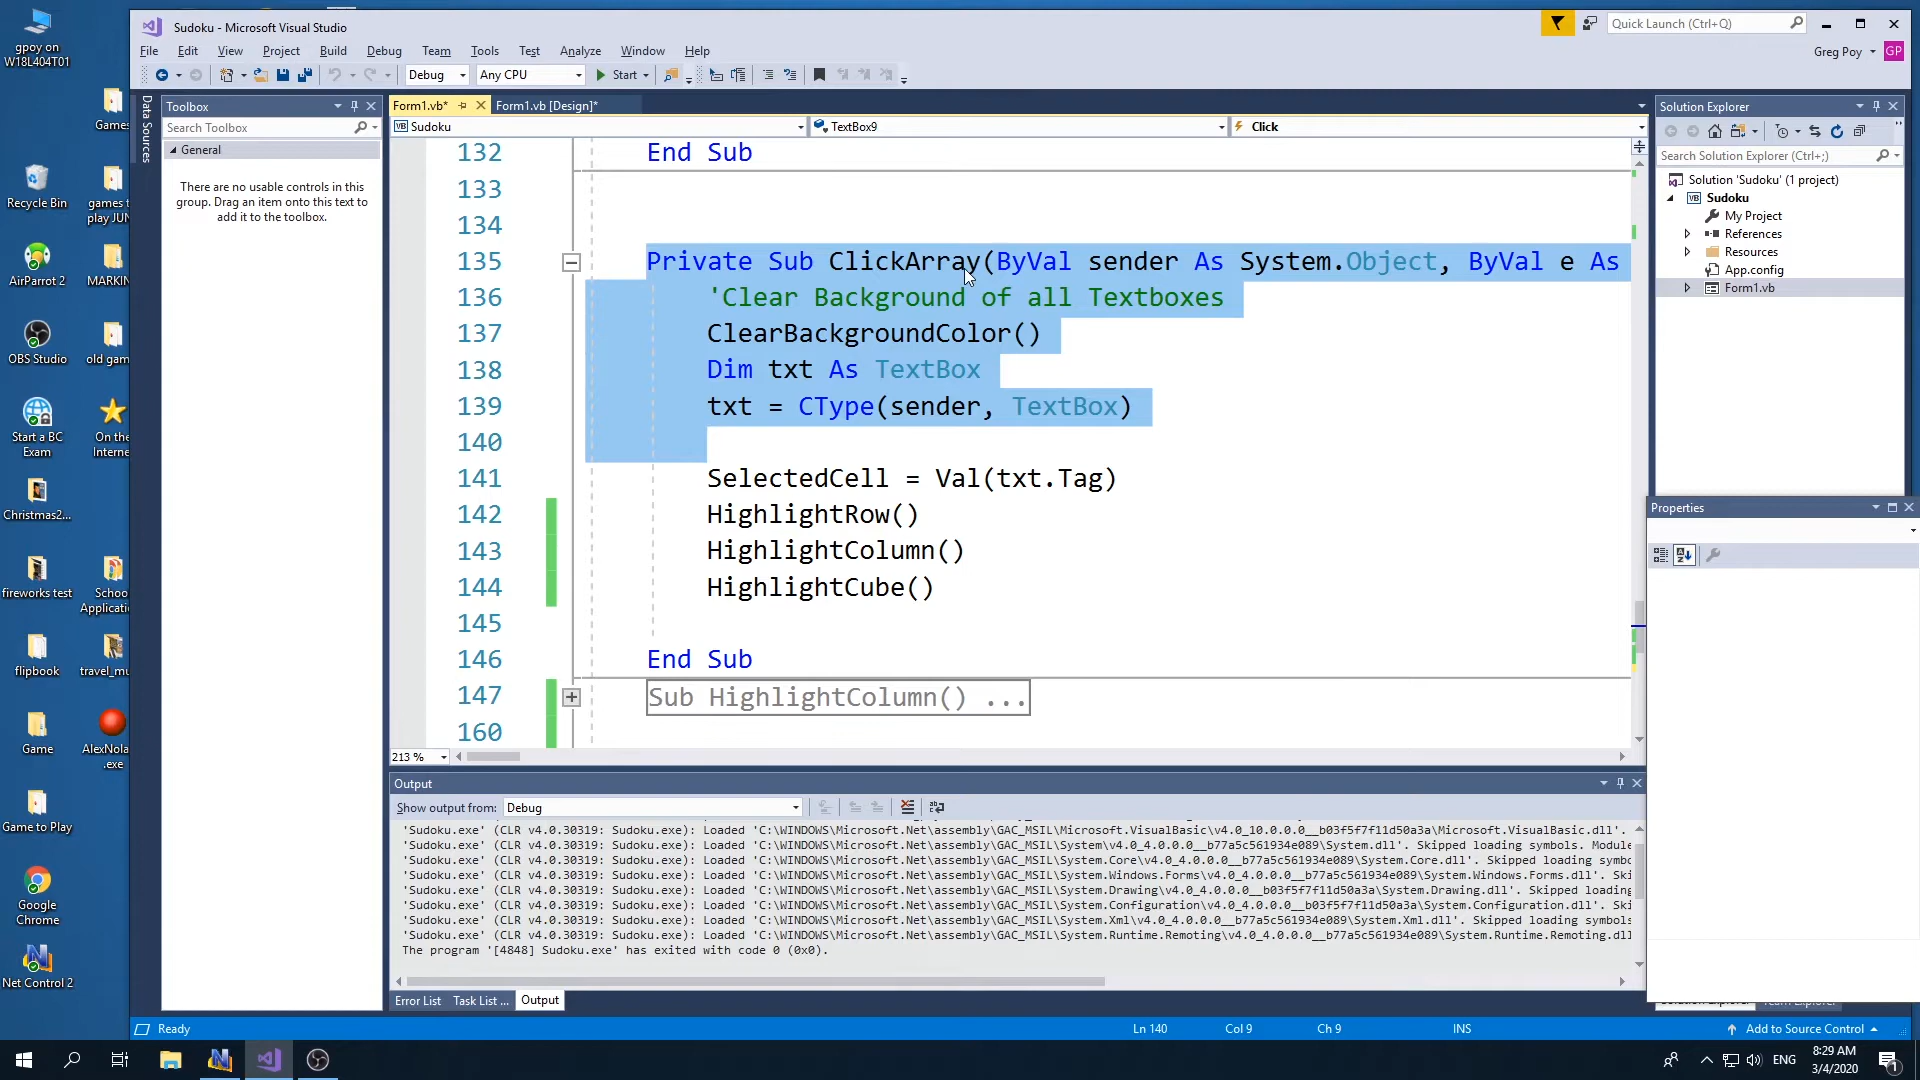 gpoy on
W18L404T01
Games
Recycle Bin
games t
play JUN
AirParrot 2
MARKIN
OBS Studio
old gam
Start a BC
Exam
On the
Interne
Christmas2...
fireworks test
Schoo
Applicatio
flipbook
travel_mu
Game
AlexNola
.exe
Game to Play
Google
Chrome
Net Control 2
Sudoku - Microsoft Visual Studio
Quick Launch (Ctrl+Q)
File Edit View Project Build Debug Team Tools Test Analyze Window Help
Greg Poy GP
Debug Any CPU Start
Data Sources
Toolbox
Search Toolbox
General
There are no usable controls in this
group. Drag an item onto this text to
add it to the toolbox.
Form1.vb* Form1.vb [Design]*
VB Sudoku TextBox9 Click
132 End Sub
133
134
135 Private Sub ClickArray(ByVal sender As System.Object, ByVal e As
136 'Clear Background of all Textboxes
137 ClearBackgroundColor()
138 Dim txt As TextBox
139 txt = CType(sender, TextBox)
140
141 SelectedCell = Val(txt.Tag)
142 HighlightRow()
143 HighlightColumn()
144 HighlightCube()
145
146 End Sub
147 Sub HighlightColumn() ...
160
213 %
Solution Explorer
Search Solution Explorer (Ctrl+;)
Solution 'Sudoku' (1 project)
VB Sudoku
My Project
References
Resources
App.config
Form1.vb
Properties
Output
Show output from: Debug
'Sudoku.exe' (CLR v4.0.30319: Sudoku.exe): Loaded 'C:\WINDOWS\Microsoft.Net\assembly\GAC_MSIL\Microsoft.VisualBasic\v4.0_10.0.0.0__b03f5f7f11d50a3a\Microsoft.VisualBasic.dll'.
'Sudoku.exe' (CLR v4.0.30319: Sudoku.exe): Loaded 'C:\WINDOWS\Microsoft.Net\assembly\GAC_MSIL\System\v4.0_4.0.0.0__b77a5c561934e089\System.dll'. Skipped loading symbols. Module
'Sudoku.exe' (CLR v4.0.30319: Sudoku.exe): Loaded 'C:\WINDOWS\Microsoft.Net\assembly\GAC_MSIL\System.Core\v4.0_4.0.0.0__b77a5c561934e089\System.Core.dll'. Skipped loading symbo
'Sudoku.exe' (CLR v4.0.30319: Sudoku.exe): Loaded 'C:\WINDOWS\Microsoft.Net\assembly\GAC_MSIL\System.Windows.Forms\v4.0_4.0.0.0__b77a5c561934e089\System.Windows.Forms.dll'. Ski
'Sudoku.exe' (CLR v4.0.30319: Sudoku.exe): Loaded 'C:\WINDOWS\Microsoft.Net\assembly\GAC_MSIL\System.Drawing\v4.0_4.0.0.0__b03f5f7f11d50a3a\System.Drawing.dll'. Skipped loading
'Sudoku.exe' (CLR v4.0.30319: Sudoku.exe): Loaded 'C:\WINDOWS\Microsoft.Net\assembly\GAC_MSIL\System.Configuration\v4.0_4.0.0.0__b03f5f7f11d50a3a\System.Configuration.dll'. Ski
'Sudoku.exe' (CLR v4.0.30319: Sudoku.exe): Loaded 'C:\WINDOWS\Microsoft.Net\assembly\GAC_MSIL\System.Xml\v4.0_4.0.0.0__b77a5c561934e089\System.Xml.dll'. Skipped loading symbols
'Sudoku.exe' (CLR v4.0.30319: Sudoku.exe): Loaded 'C:\WINDOWS\Microsoft.Net\assembly\GAC_MSIL\System.Runtime.Remoting\v4.0_4.0.0.0__b77a5c561934e089\System.Runtime.Remoting.dll
The program '[4848] Sudoku.exe' has exited with code 0 (0x0).
Error List Task List ... Output
Ready Ln 140 Col 9 Ch 9 INS Add to Source Control
ENG 8:29 AM
3/4/2020
1